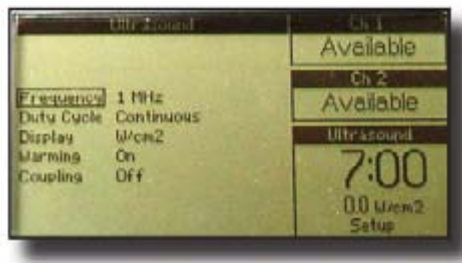 Ultrasound
Frequency 1 MHz
Duty Cycle Continuous
Display W/cm2
Warming On
Coupling Off
Ch 1
Available
Ch 2
Available
Ultrasound
7:00
0.0 W/cm2
Setup